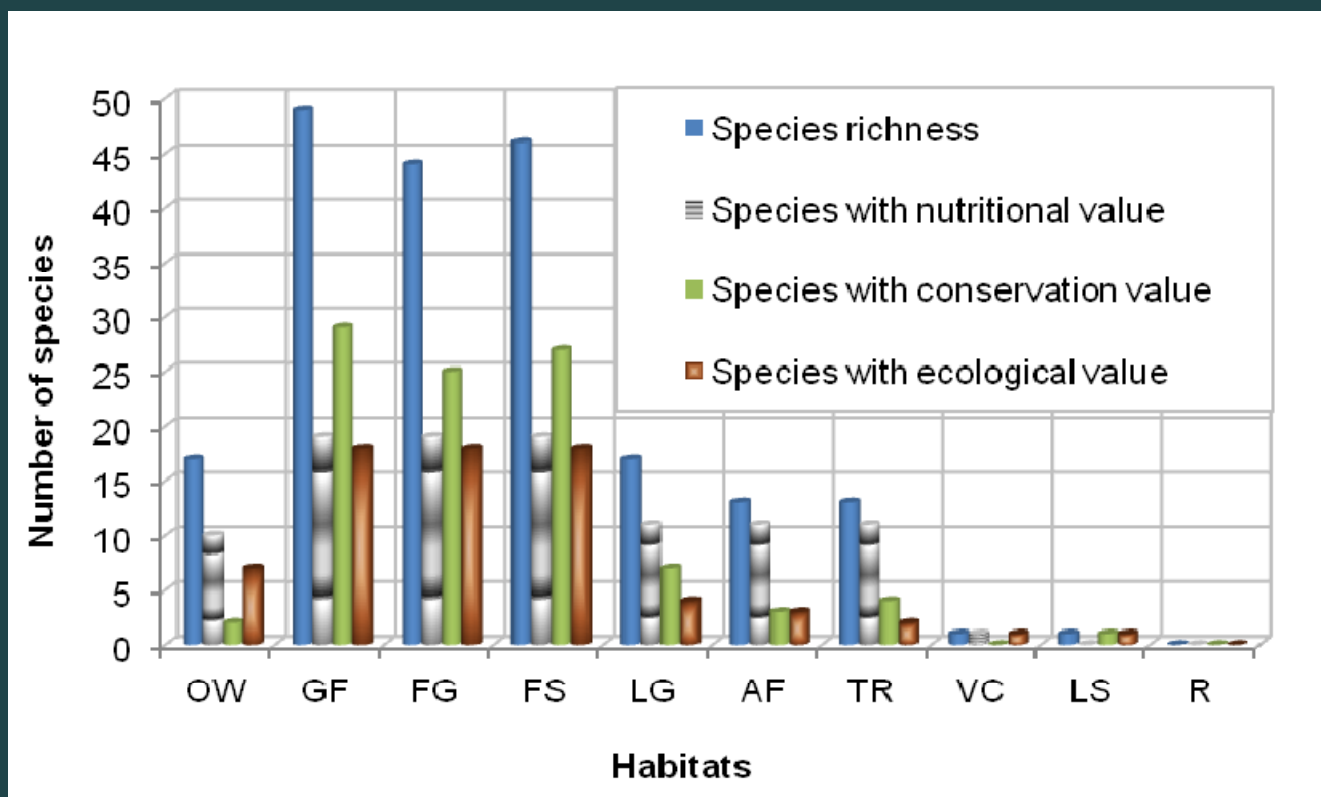 50
45
40
35
30
25
20
15
10
5
0
Number of species
Species richness
Species with nutritional value
Species with conservation value
Species with ecological value
OW GF FG FS LG AF TR VC LS R
Habitats